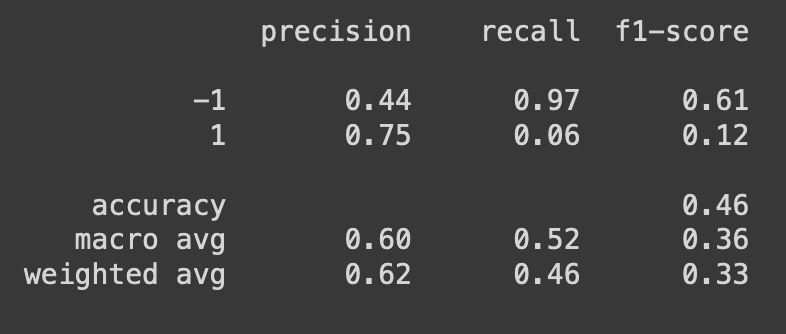 precision recall f1-score
-1 0.44 0.97 0.61
1 0.75 0.06 0.12
accuracy 0.46
macro avg 0.60 0.52 0.36
weighted avg 0.62 0.46 0.33